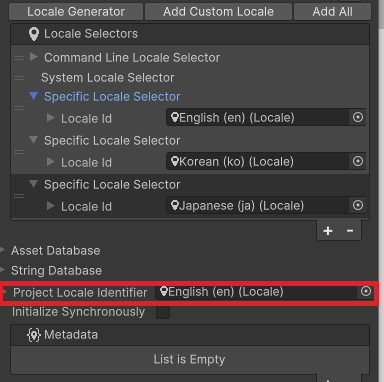 Locale Generator Add Custom Locale Add All
Locale Selectors
Command Line Locale Selector
System Locale Selector
Specific Locale Selector
Locale Id English (en) (Locale)
Specific Locale Selector
Locale Id Korean (ko) (Locale)
Specific Locale Selector
Locale Id Japanese (ja) (Locale)
+ -
Asset Database
String Database
Project Locale Identifier English (en) (Locale)
Initialize Synchronously
Metadata
List is Empty